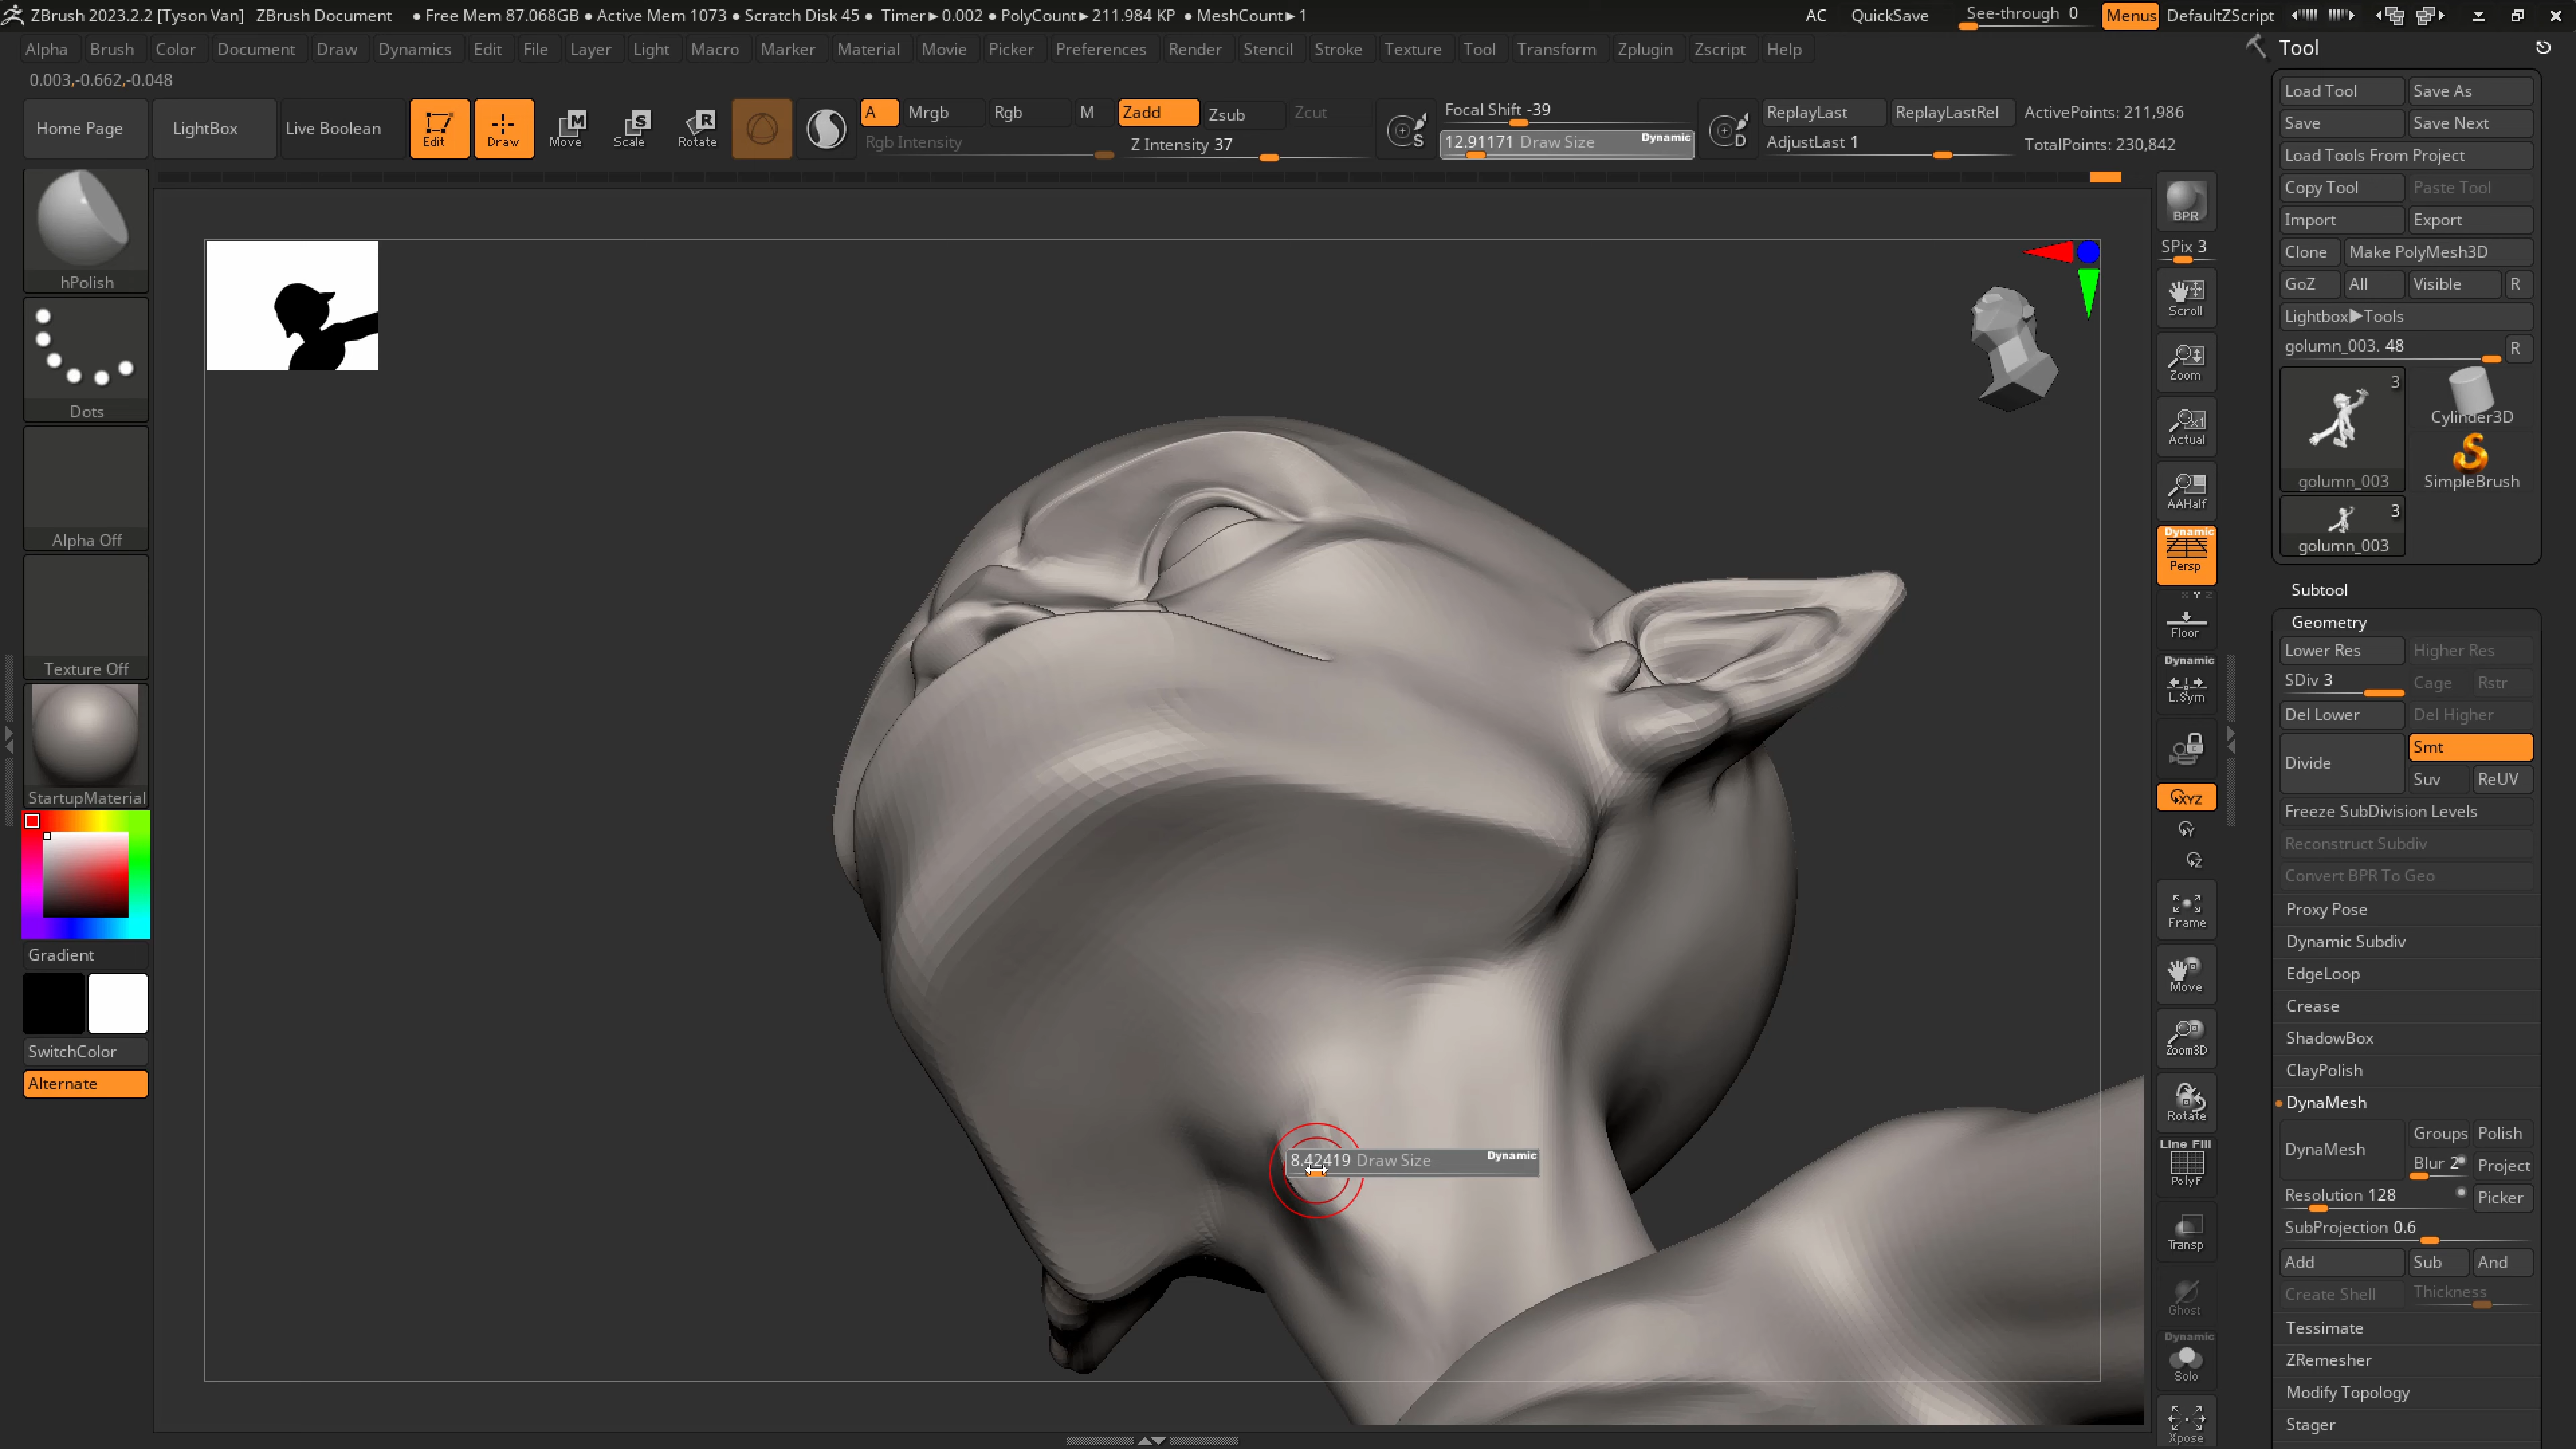 ZBrush 2023.2.2 [Tyson Van] ZBrush Document • Free Mem 87.068GB • Active Mem 1073 • Scratch Disk 45 • Timer▶0.002 • PolyCount▶211.984 KP • MeshCount▶1 AC QuickSave See-through 0 Menus DefaultZScript
Alpha Brush Color Document Draw Dynamics Edit File Layer Light Macro Marker Material Movie Picker Preferences Render Stencil Stroke Texture Tool Transform Zplugin Zscript Help
0.003,-0.662,-0.048
Home Page LightBox Live Boolean Edit Draw Move Scale Rotate
M S R
A Mrgb Rgb M Zadd Zsub Zcut
Rgb Intensity Z Intensity 37
S Focal Shift -39
12.91171 Draw Size Dynamic
D ReplayLast ReplayLastRel ActivePoints: 211,986
AdjustLast 1 TotalPoints: 230,842
hPolish
Dots
Alpha Off
Texture Off
StartupMaterial
Gradient
SwitchColor
Alternate
8.42419 Draw Size Dynamic
BPR
SPix 3
Scroll
Zoom
x1
Actual
AAHalf
Dynamic
Persp
X Y Z
Floor
Dynamic
L.Sym
XYZ
Y
Z
Frame
Move
Zoom3D
Rotate
Line Fill
PolyF
Transp
Ghost
Dynamic
Solo
Xpose
Tool
Load Tool Save As
Save Save Next
Load Tools From Project
Copy Tool Paste Tool
Import Export
Clone Make PolyMesh3D
GoZ All Visible R
Lightbox▶Tools
golumn_003. 48 R
3
golumn_003 Cylinder3D
SimpleBrush
3
golumn_003
Subtool
Geometry
Lower Res Higher Res
SDiv 3 Cage Rstr
Del Lower Del Higher
Divide Smt
Suv ReUV
Freeze SubDivision Levels
Reconstruct Subdiv
Convert BPR To Geo
Proxy Pose
Dynamic Subdiv
EdgeLoop
Crease
ShadowBox
ClayPolish
DynaMesh
DynaMesh Groups Polish
Blur 2 Project
Resolution 128 Picker
SubProjection 0.6
Add Sub And
Create Shell Thickness
Tessimate
ZRemesher
Modify Topology
Stager